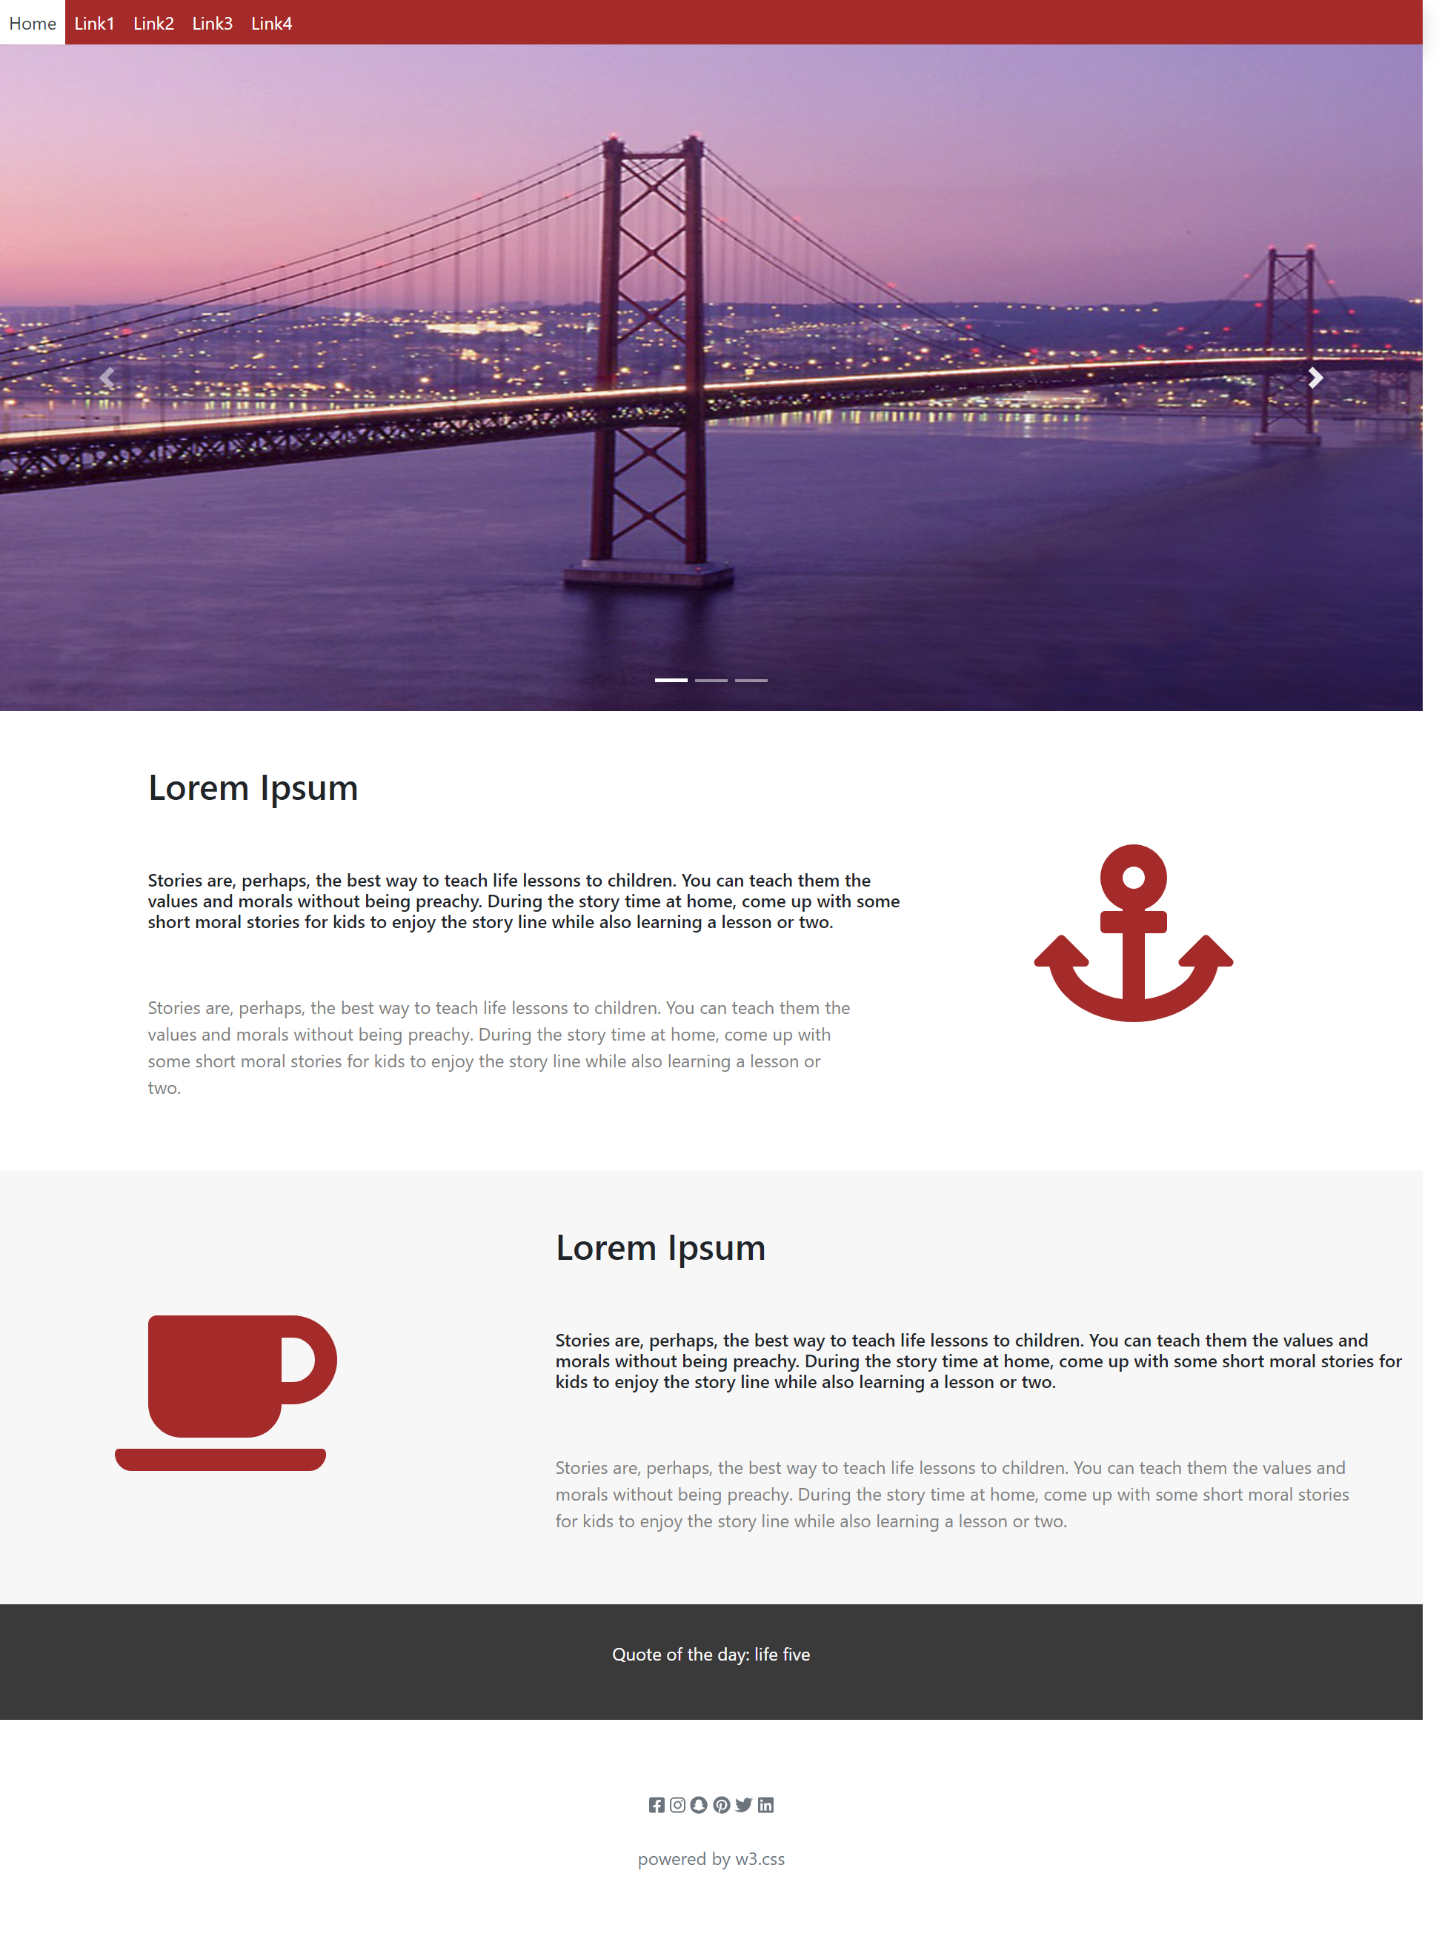 Home Link1 Link2 Link3 Link4
Lorem Ipsum
Stories are, perhaps, the best way to teach life lessons to children. You can teach them the
values and morals without being preachy. During the story time at home, come up with some
short moral stories for kids to enjoy the story line while also learning a lesson or two.
Stories are, perhaps, the best way to teach life lessons to children. You can teach them the
values and morals without being preachy. During the story time at home, come up with
some short moral stories for kids to enjoy the story line while also learning a lesson or
two.
Lorem Ipsum
Stories are, perhaps, the best way to teach life lessons to children. You can teach them the values and
morals without being preachy. During the story time at home, come up with some short moral stories for
kids to enjoy the story line while also learning a lesson or two.
Stories are, perhaps, the best way to teach life lessons to children. You can teach them the values and
morals without being preachy. During the story time at home, come up with some short moral stories
for kids to enjoy the story line while also learning a lesson or two.
Quote of the day: life five
powered by w3.css